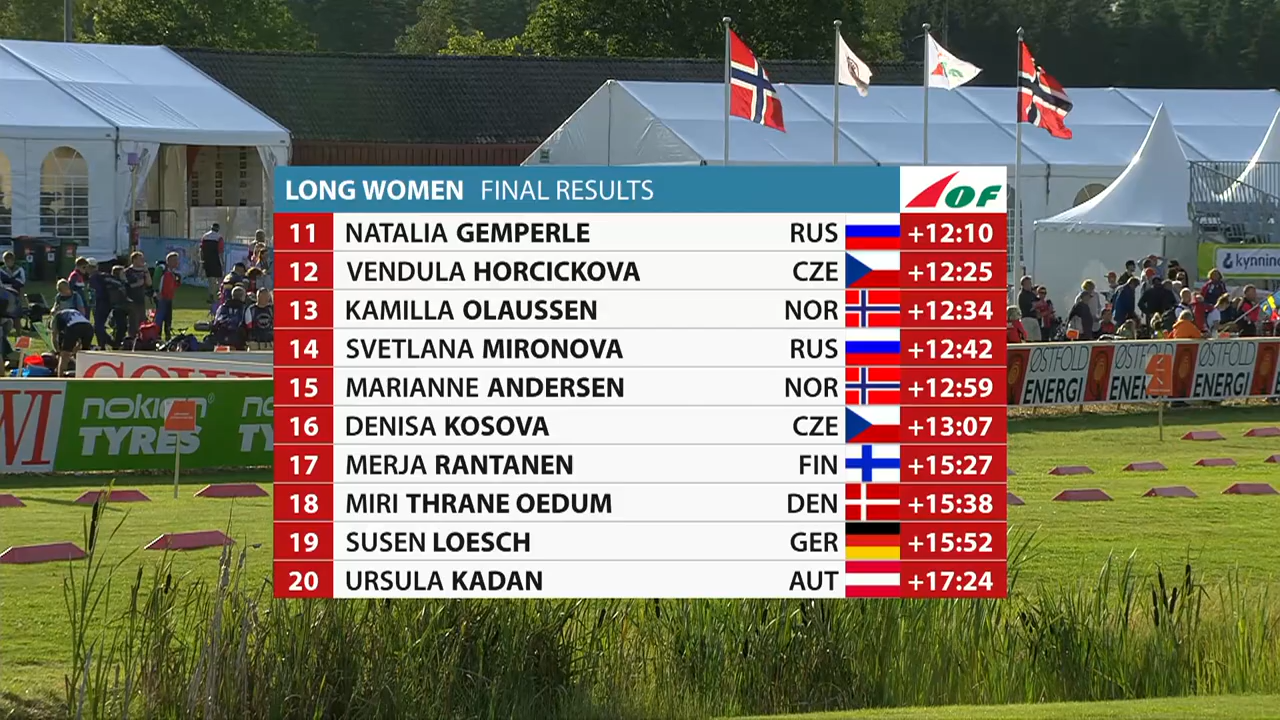 LONG WOMEN FINAL RESULTS IOF
11 NATALIA GEMPERLE RUS +12:10
12 VENDULA HORCICKOVA CZE +12:25
13 KAMILLA OLAUSSEN NOR +12:34
14 SVETLANA MIRONOVA RUS +12:42
15 MARIANNE ANDERSEN NOR +12:59
16 DENISA KOSOVA CZE +13:07
17 MERJA RANTANEN FIN +15:27
18 MIRI THRANE OEDUM DEN +15:38
19 SUSEN LOESCH GER +15:52
20 URSULA KADAN AUT +17:24
kynning
ØSTFOLD
ENERGI ENERGI ENERGI
nokian
TYRES